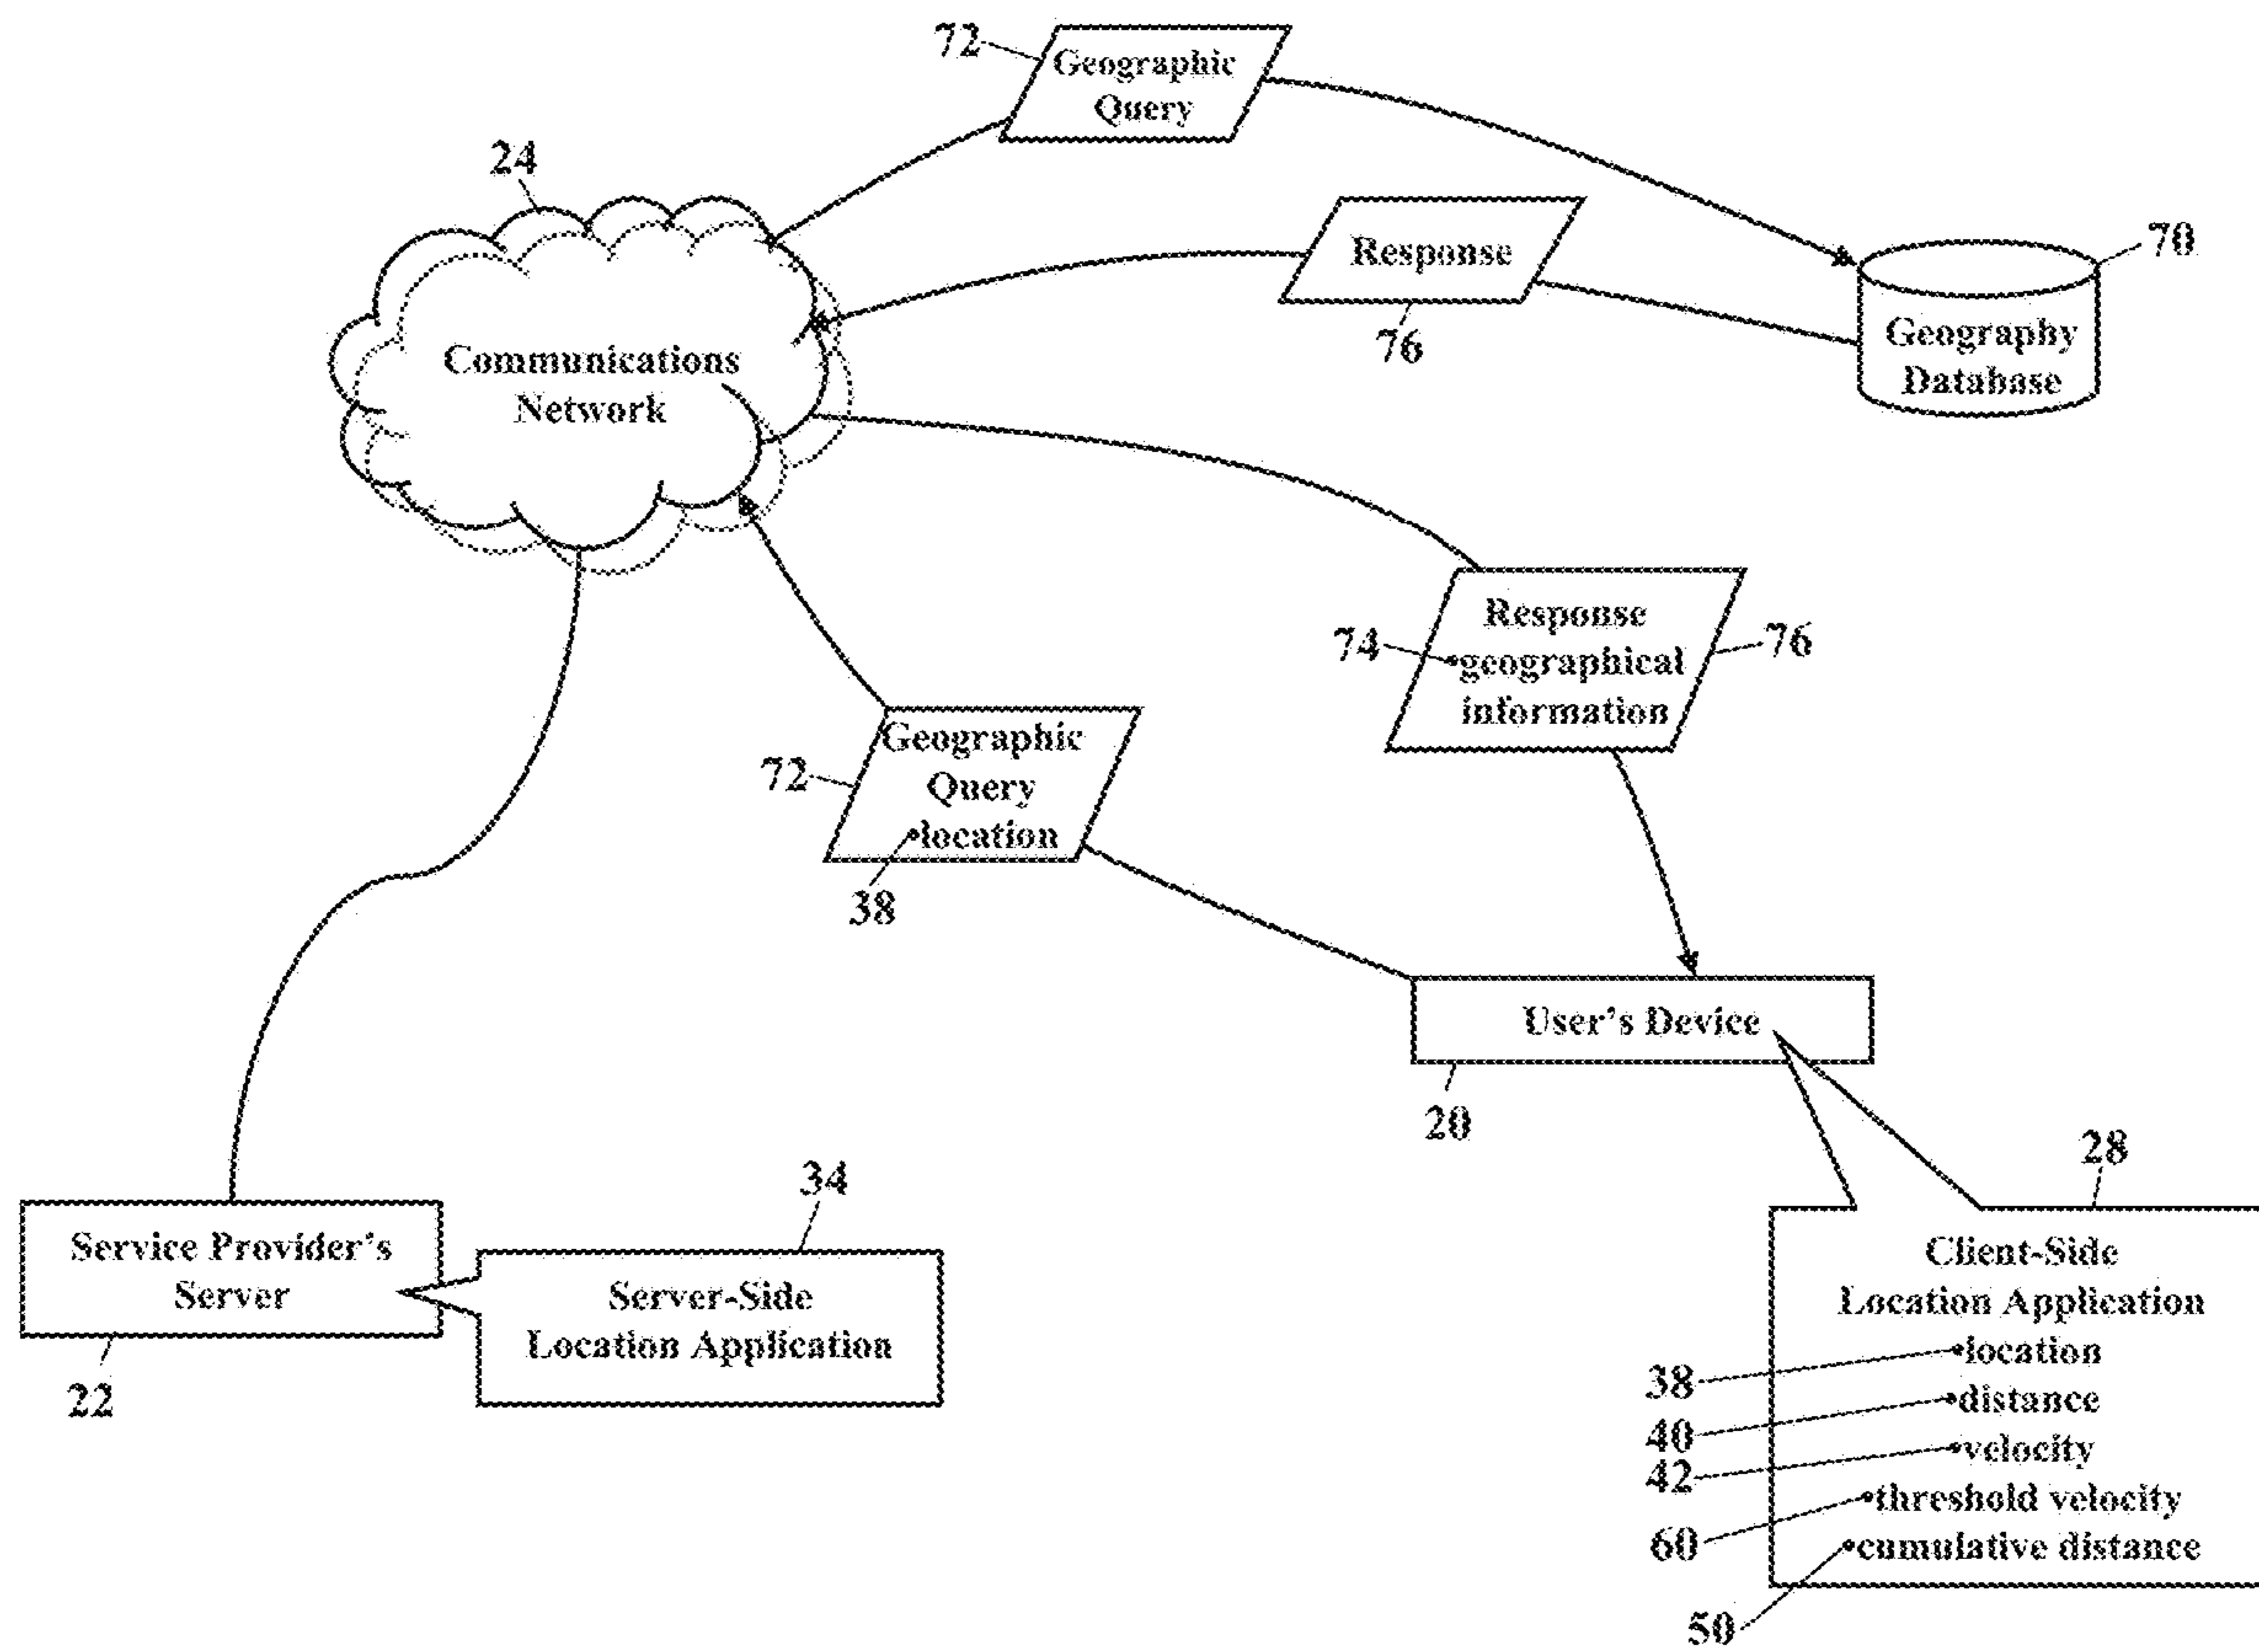 72
Geographic
Query
24
70
Response
76
Geography
Database
Communications
Network
Response
74
•geographical
76
information
Geographic
72
Query
•location
38
User's Device
20
34
28
Service Provider's
Server
22
Server-Side
Location Application
Client-Side
Location Application
•location
38
•distance
40
•velocity
42
•threshold velocity
60
•cumulative distance
50